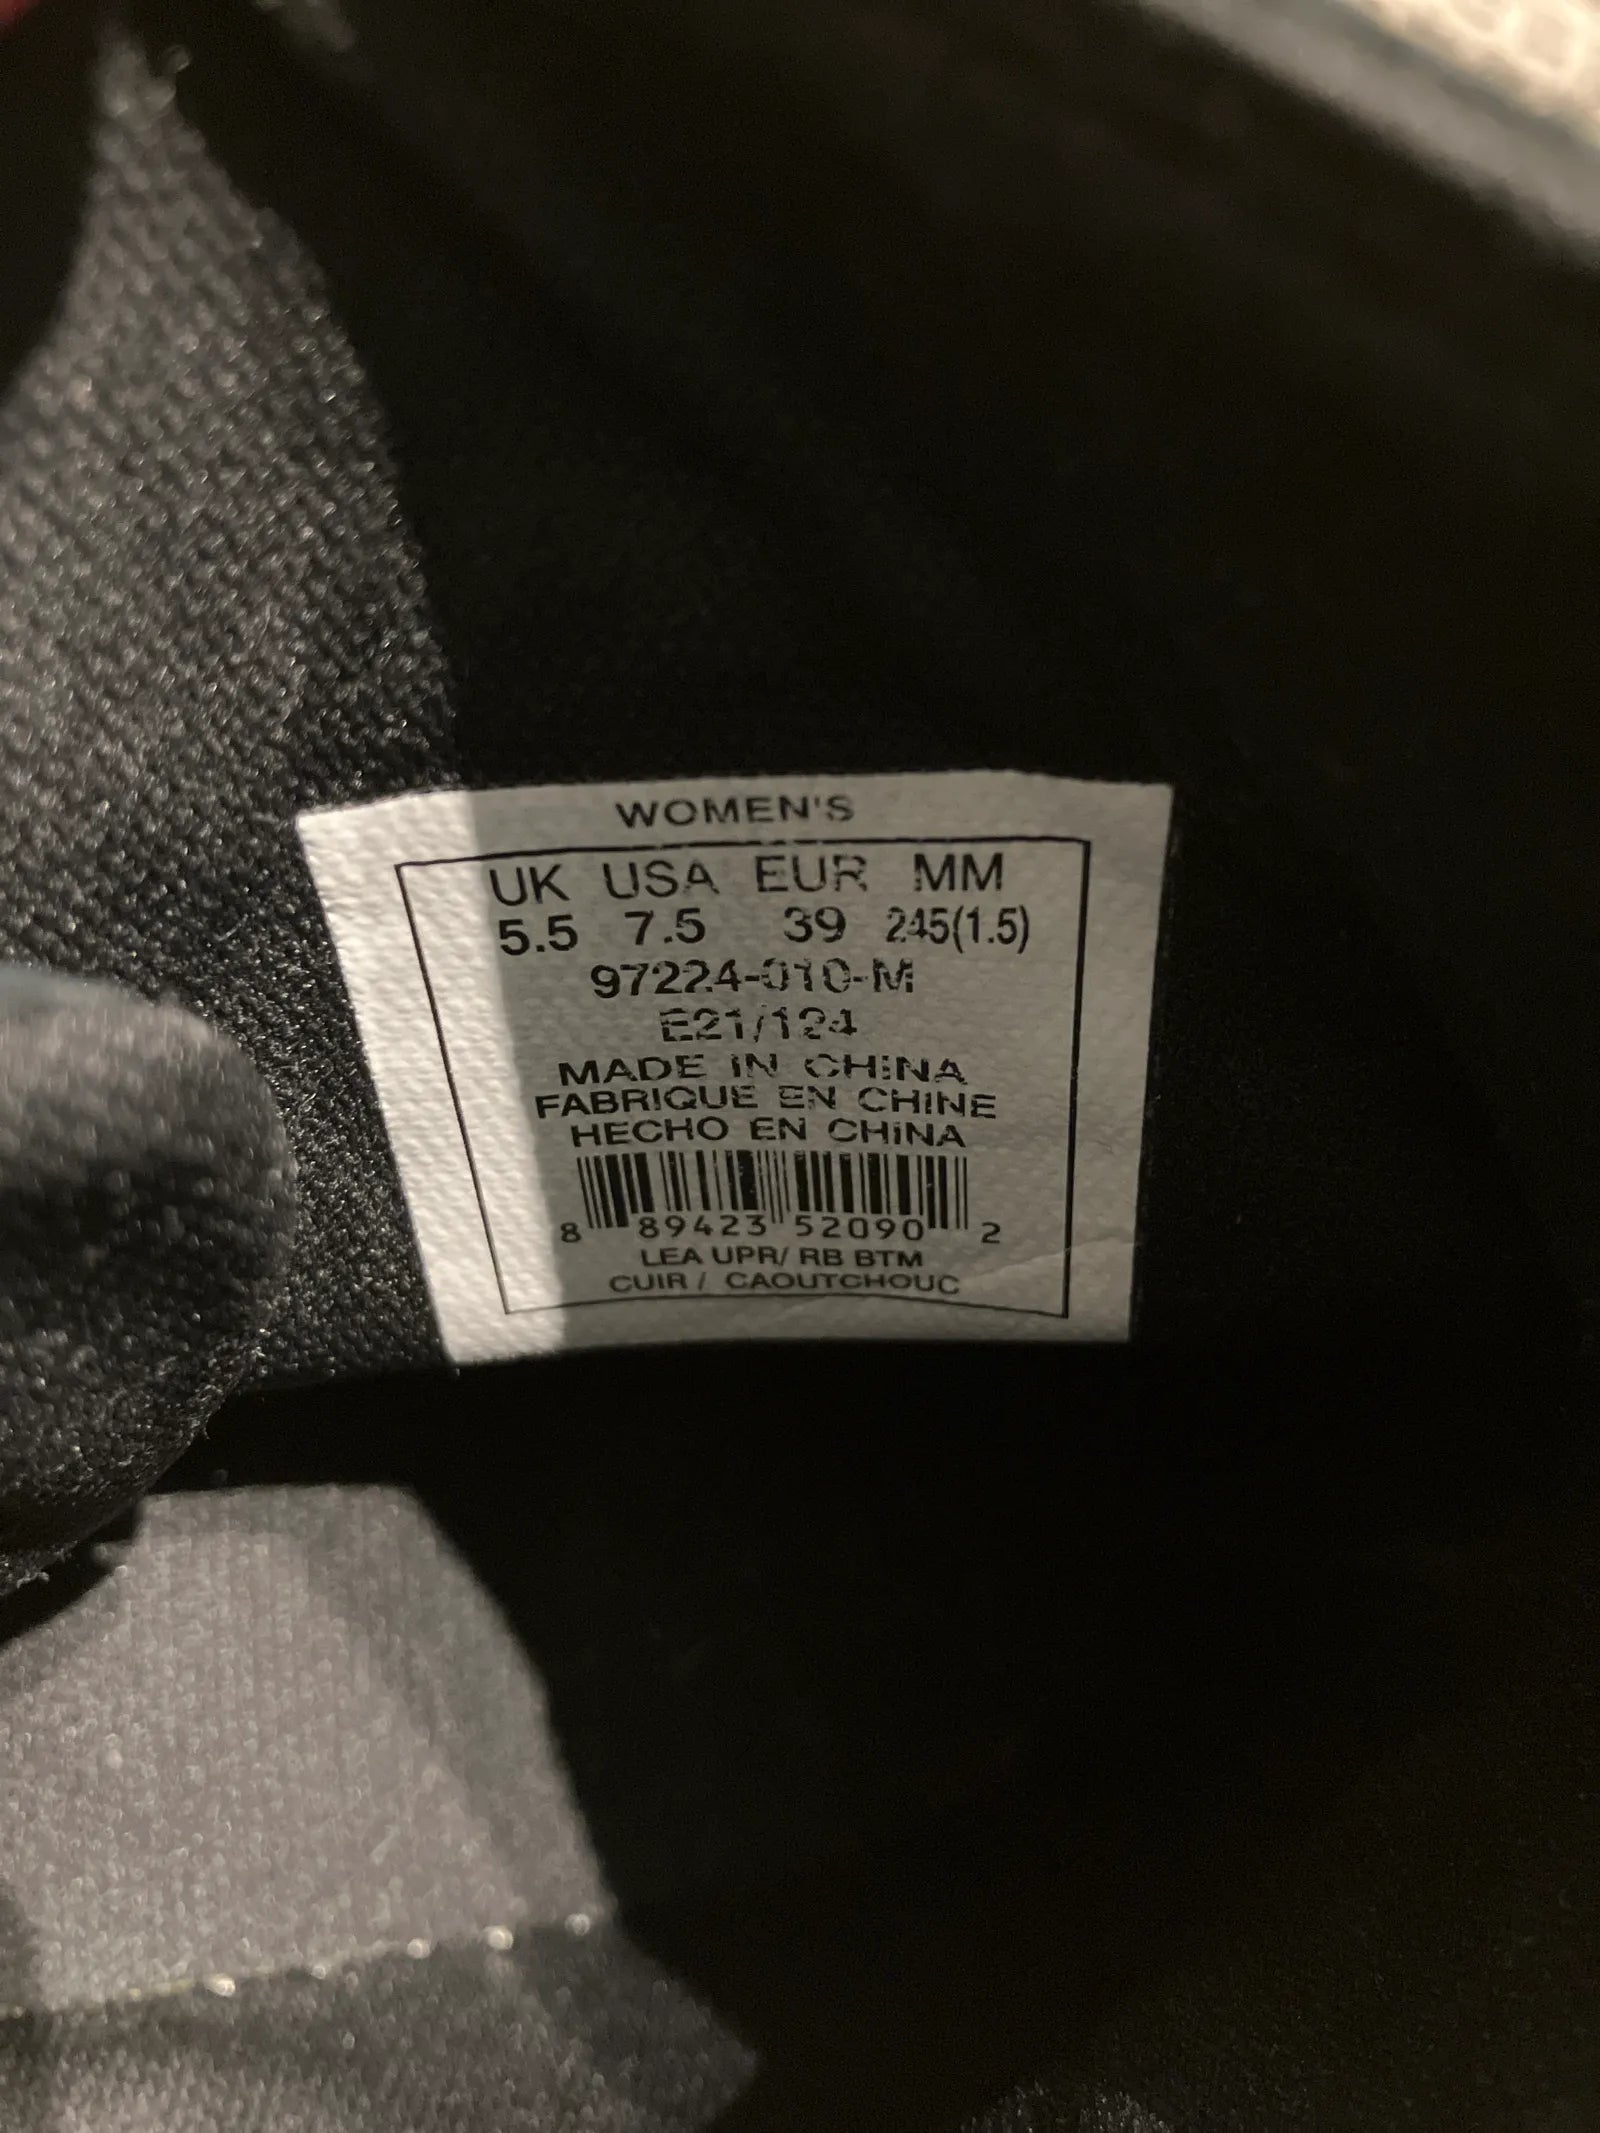 WOMEN'S
UK USA EUR MM
5.5 7.5 39 245(1.5)
97224-010-M
E21/124
MADE IN CHINA
FABRIQUE EN CHINE
HECHO EN CHINA
8 89423 52090 2
LEA UPR/ RB BTM
CUIR / CAOUTCHOUC